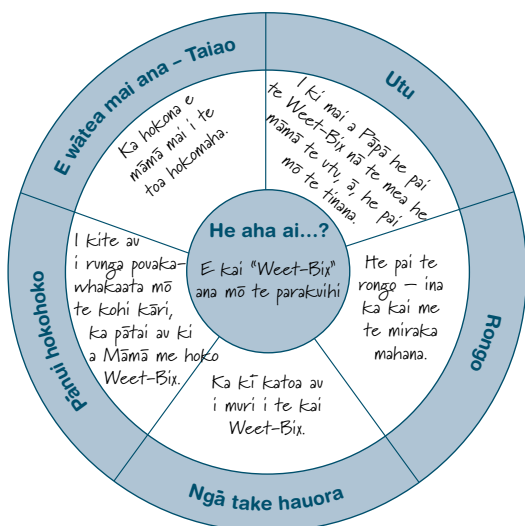 E wātea mai ana – Taiao
Ka hokona e
māmā mai i te
toa hokomaha.
Utu
I ki mai a Pāpā he pai
te Weet-Bix nā te mea he
māmā te utu, ā, he pai
mō te tinana.
He aha ai...?
E kai "Weet-Bix"
ana mō te parakuihi
Rongo
He pai te
rongo – ina
ka kai me
te miraka
mahana.
Ngā take hauora
Ka kī katoa au
i muri i te kai
Weet-Bix.
Pānui hokohoko
I kite au
i runga pouaka-
whakaata mō
te kohi kāri,
ka pātai au ki
a Māmā me hoko
Weet-Bix.